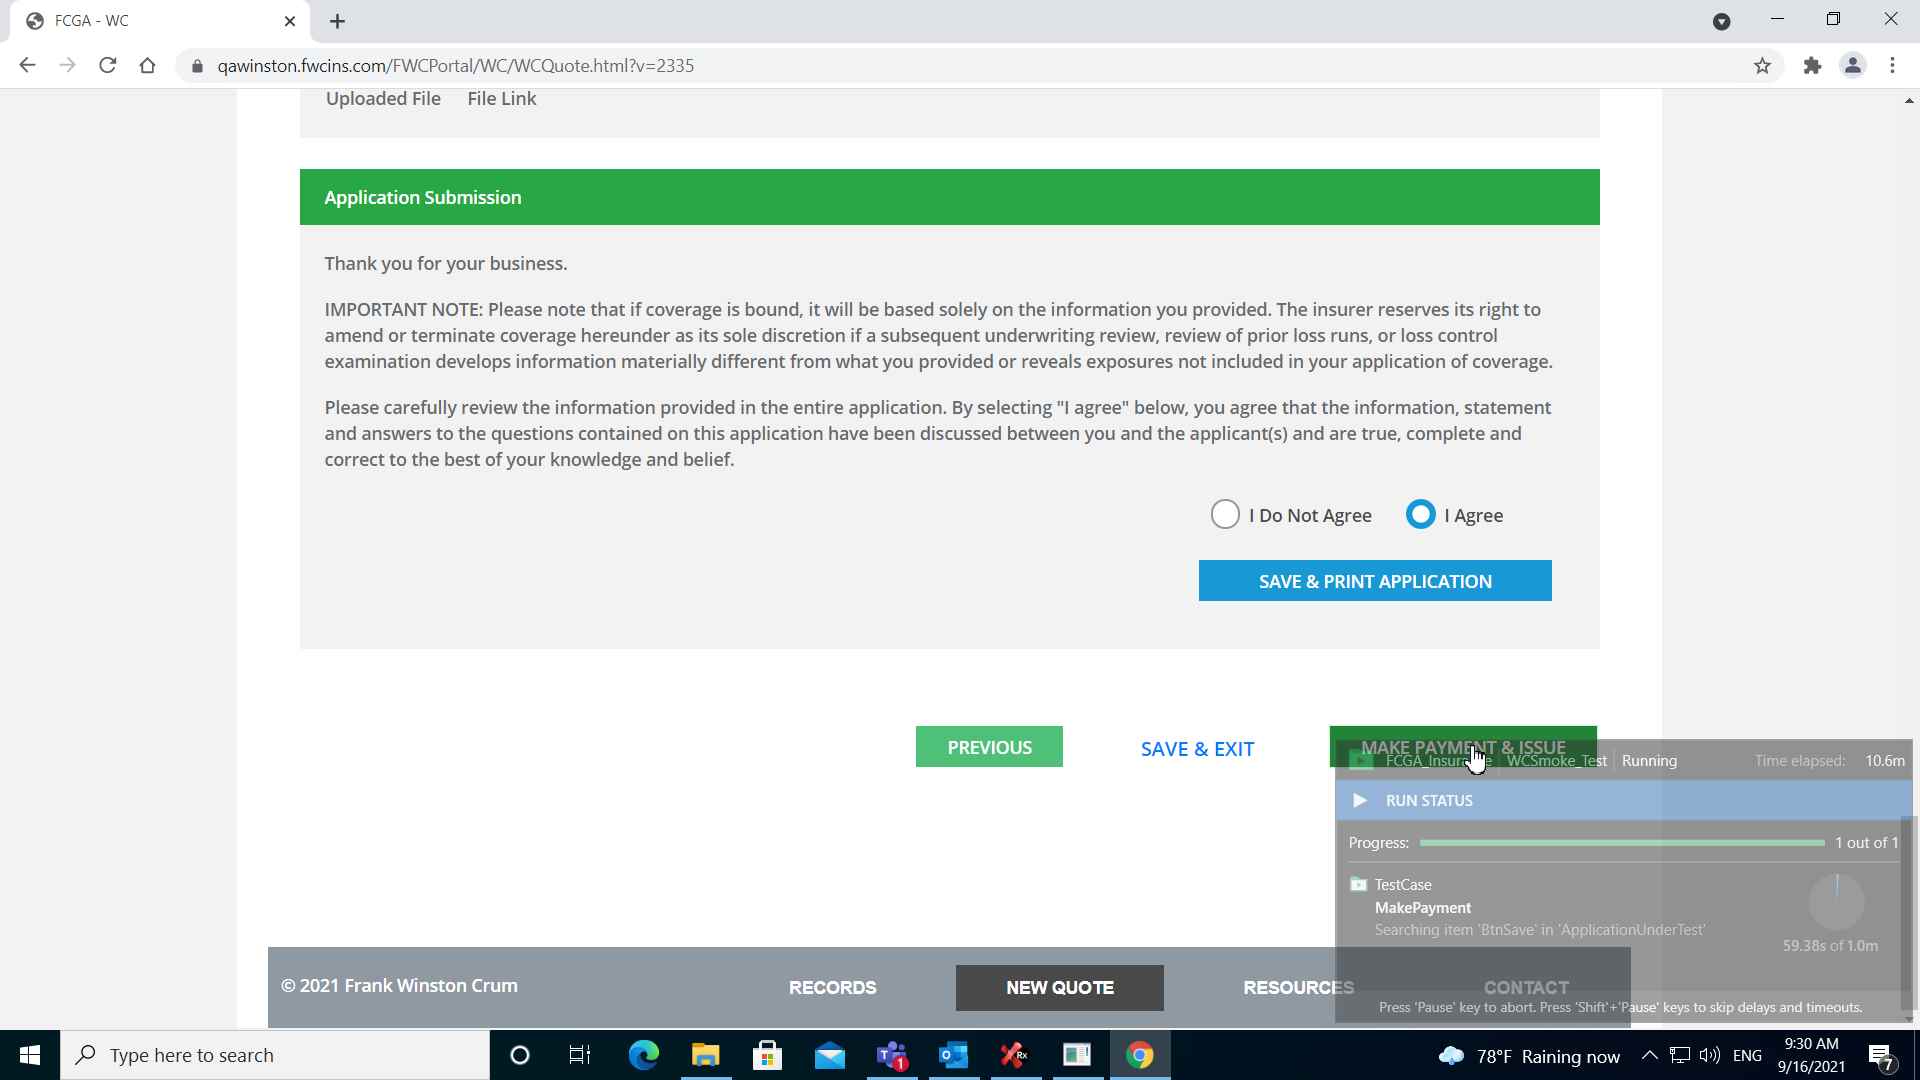 FCGA - WC
qawinston.fwcins.com/FWCPortal/WC/WCQuote.html?v=2335
Uploaded File File Link
Application Submission
Thank you for your business.
IMPORTANT NOTE: Please note that if coverage is bound, it will be based solely on the information you provided. The insurer reserves its right to
amend or terminate coverage hereunder as its sole discretion if a subsequent underwriting review, review of prior loss runs, or loss control
examination develops information materially different from what you provided or reveals exposures not included in your application of coverage.
Please carefully review the information provided in the entire application. By selecting "I agree" below, you agree that the information, statement
and answers to the questions contained on this application have been discussed between you and the applicant(s) and are true, complete and
correct to the best of your knowledge and belief.
I Do Not Agree I Agree
SAVE & PRINT APPLICATION
PREVIOUS SAVE & EXIT MAKE PAYMENT & ISSUE
FCGA_Insurance WCSmoke_Test Running Time elapsed: 10.6m
RUN STATUS
Progress: 1 out of 1
TestCase
MakePayment
Searching item 'BtnSave' in 'ApplicationUnderTest'
59.38s of 1.0m
© 2021 Frank Winston Crum RECORDS NEW QUOTE RESOURCES CONTACT
Press 'Pause' key to abort. Press 'Shift'+'Pause' keys to skip delays and timeouts.
Type here to search
1
Rx
78°F Raining now
ENG
9:30 AM
9/16/2021
7